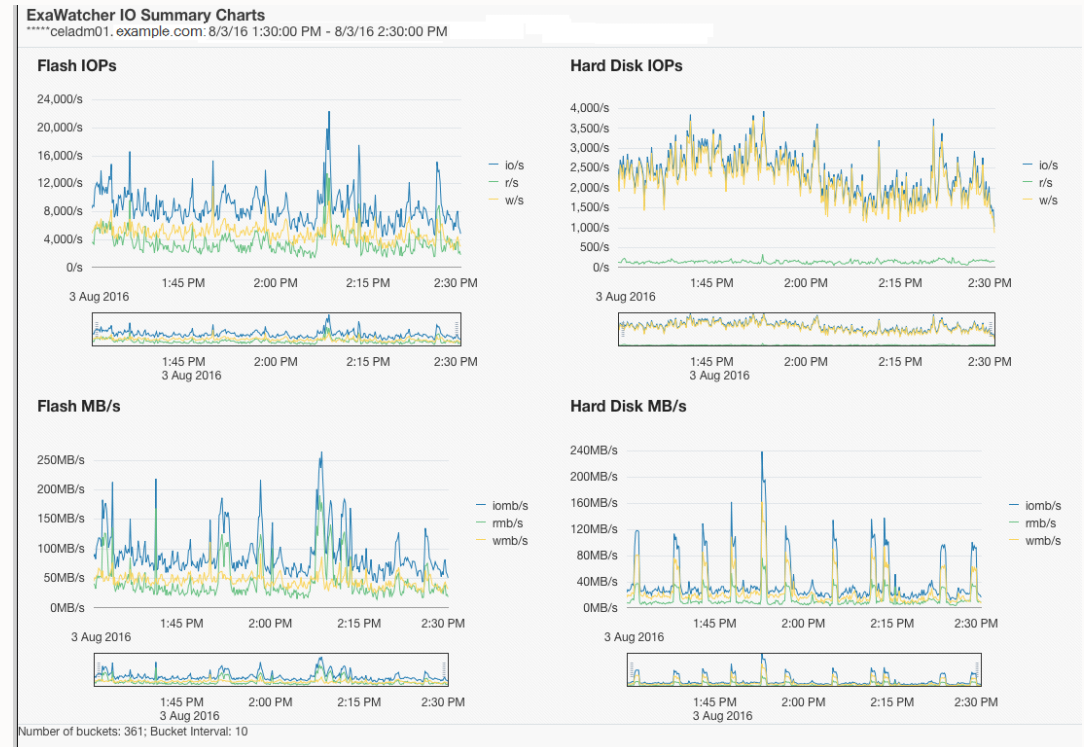 ExaWatcher IO Summary Charts
*****celadm01. example.com: 8/3/16 1:30:00 PM - 8/3/16 2:30:00 PM
Flash IOPs
24,000/s
20,000/s
16,000/s
12,000/s
8,000/s
4,000/s
0/s
io/s
r/s
w/s
1:45 PM 2:00 PM 2:15 PM 2:30 PM
3 Aug 2016
1:45 PM 2:00 PM 2:15 PM 2:30 PM
3 Aug 2016
Hard Disk IOPs
4,000/s
3,500/s
3,000/s
2,500/s
2,000/s
1,500/s
1,000/s
500/s
0/s
io/s
r/s
w/s
1:45 PM 2:00 PM 2:15 PM 2:30 PM
3 Aug 2016
1:45 PM 2:00 PM 2:15 PM 2:30 PM
3 Aug 2016
Flash MB/s
250MB/s
200MB/s
150MB/s
100MB/s
50MB/s
0MB/s
iomb/s
rmb/s
wmb/s
1:45 PM 2:00 PM 2:15 PM 2:30 PM
3 Aug 2016
1:45 PM 2:00 PM 2:15 PM 2:30 PM
3 Aug 2016
Hard Disk MB/s
240MB/s
200MB/s
160MB/s
120MB/s
80MB/s
40MB/s
0MB/s
iomb/s
rmb/s
wmb/s
1:45 PM 2:00 PM 2:15 PM 2:30 PM
3 Aug 2016
1:45 PM 2:00 PM 2:15 PM 2:30 PM
3 Aug 2016
Number of buckets: 361; Bucket Interval: 10